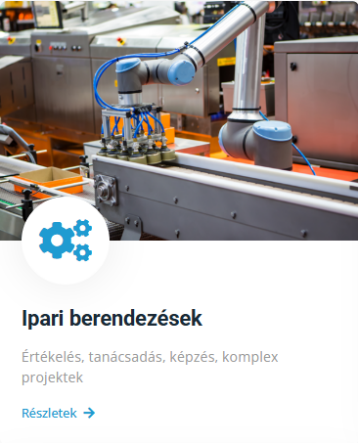 Ipari berendezések
Értékelés, tanácsadás, képzés, komplex
projektek
Részletek →